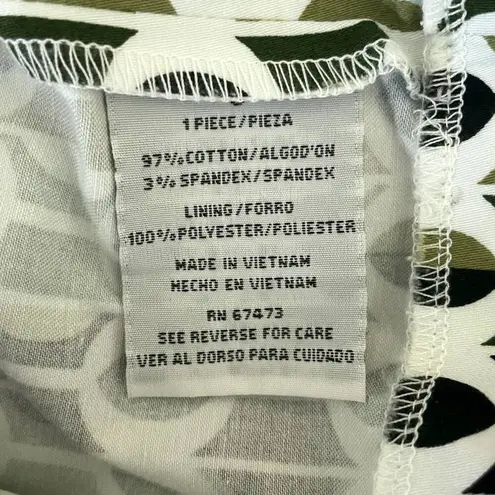 1 PIECE/PIEZA
97%COTTON/ALGOD'ON
3%SPANDEX/SPANDEX
LINING/FORRO
100%POLYESTER/POLIESTER
MADE IN VIETNAM
HECHO EN VIETNAM
RN 67473
SEE REVERSE FOR CARE
VER AL DORSO PARA CUIDADO